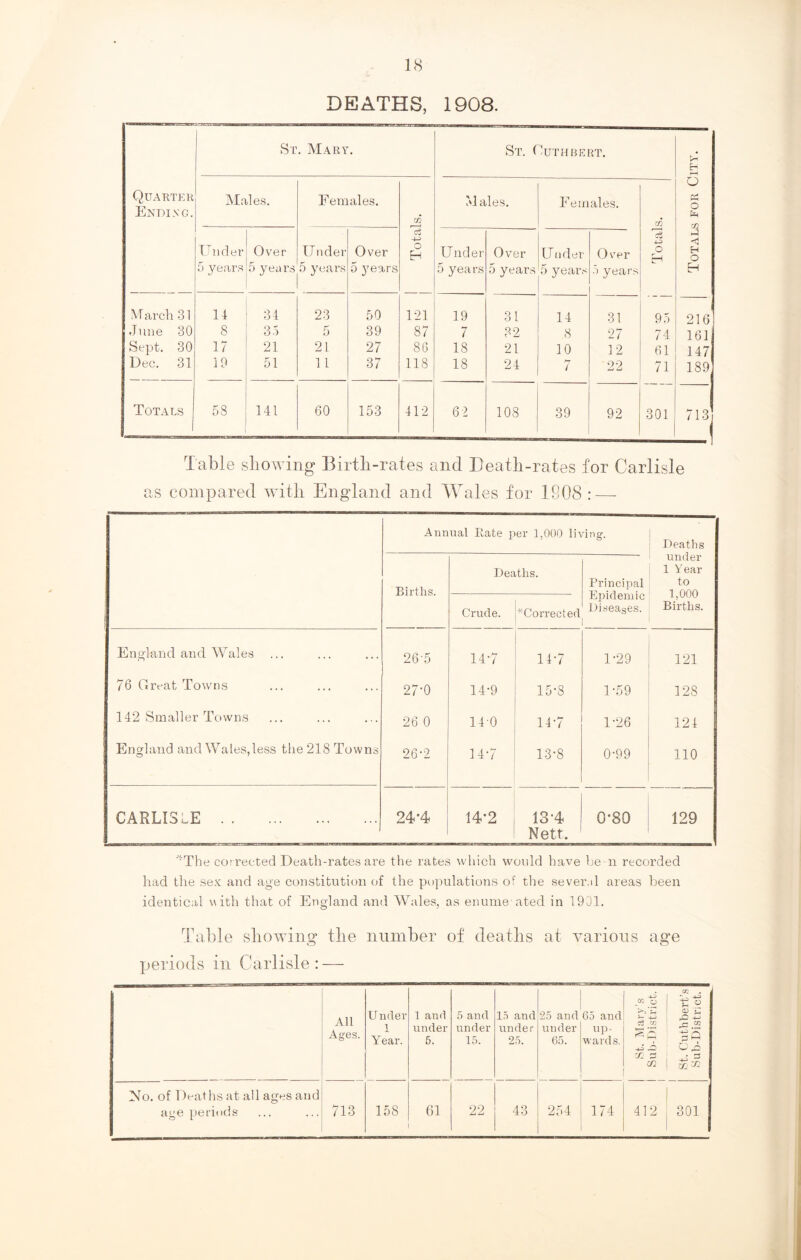 18
DEATHS, 1908.
Quarter Ending. | St. Mary. | St. Cuthbert. | Totals for City.
Males. | Females. | Totals. | Males. | Females. | Totals.
Under 5 years | Over 5 years | Under 5 years | Over 5 years | Under 5 years | Over 5 years | Under 5 years | Over 5 years
March 31 | 14 | 34 | 23 | 50 | 121 | 19 | 31 | 14 | 31 | 95 | 216
June 30 | 8 | 35 | 5 | 39 | 87 | 7 | 32 | 8 | 27 | 74 | 161
Sept. 30 | 17 | 21 | 21 | 27 | 86 | 18 | 21 | 10 | 12 | 61 | 147
Dec. 31 | 19 | 51 | 11 | 37 | 118 | 18 | 24 | 7 | 22 | 71 | 189
Totals | 58 | 141 | 60 | 153 | 412 | 62 | 108 | 39 | 92 | 301 | 713
Table showing Birth-rates and Death-rates for Carlisle
as compared with England and Wales for 1908:—
Annual Rate per 1,000 living. | Deaths under 1 Year to 1,000 Births.
Births. | Deaths. | Principal Epidemic Diseases.
Crude. | *Corrected
England and Wales ... ... ... | 26·5 | 14·7 | 14·7 | 1·29 | 121
76 Great Towns ... ... ... | 27·0 | 14·9 | 15·8 | 1·59 | 128
142 Smaller Towns ... ... ... | 26 0 | 14·0 | 14·7 | 1·26 | 124
England and Wales, less the 218 Towns | 26·2 | 14·7 | 13·8 | 0·99 | 110
CARLISLE .. ... ... ... ... | 24·4 | 14·2 | 13·4 Nett. | 0·80 | 129
*The corrected Death-rates are the rates which would have be n recorded
had the sex and age constitution of the populations of the several areas been
identical with that of England and Wales, as enume ated in 1901.
Table showing the number of deaths at various age
periods in Carlisle:—
All Ages. | Under 1 Year. | 1 and under 5. | 5 and under 15. | 15 and under 25. | 25 and under 65. | 65 and upwards. | St. Mary's Sub-District. | St. Cuthbert's Sub-District.
No. of Deaths at all ages and
age periods ... ... | 713 | 158 | 61 | 22 | 43 | 254 | 174 | 412 | 301